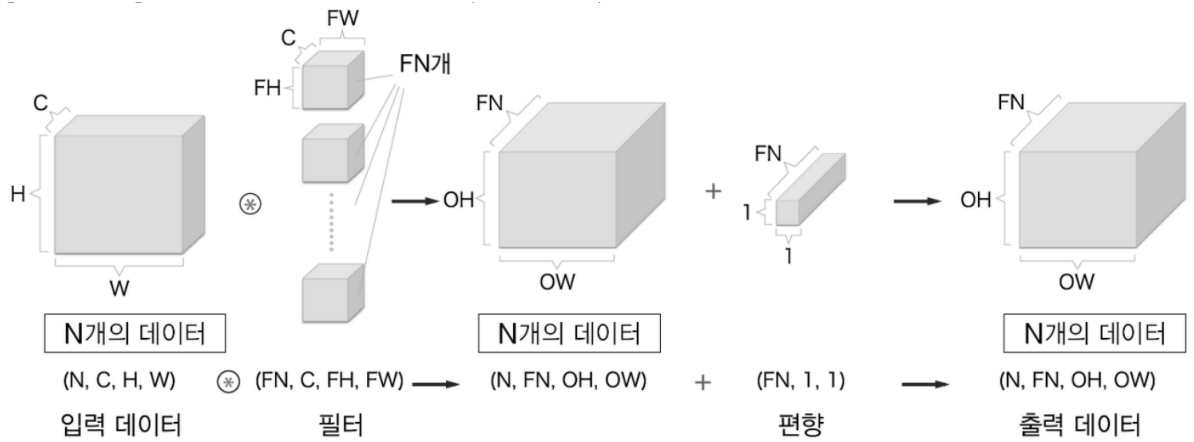 C
FW
FH
FN개
C
H
W
FN
OH
OW
+
FN
1
1
FN
OH
OW
N개의 데이터
N개의 데이터
N개의 데이터
(N, C, H, W) ⊛ (FN, C, FH, FW) → (N, FN, OH, OW) + (FN, 1, 1) → (N, FN, OH, OW)
입력 데이터 필터 편향 출력 데이터